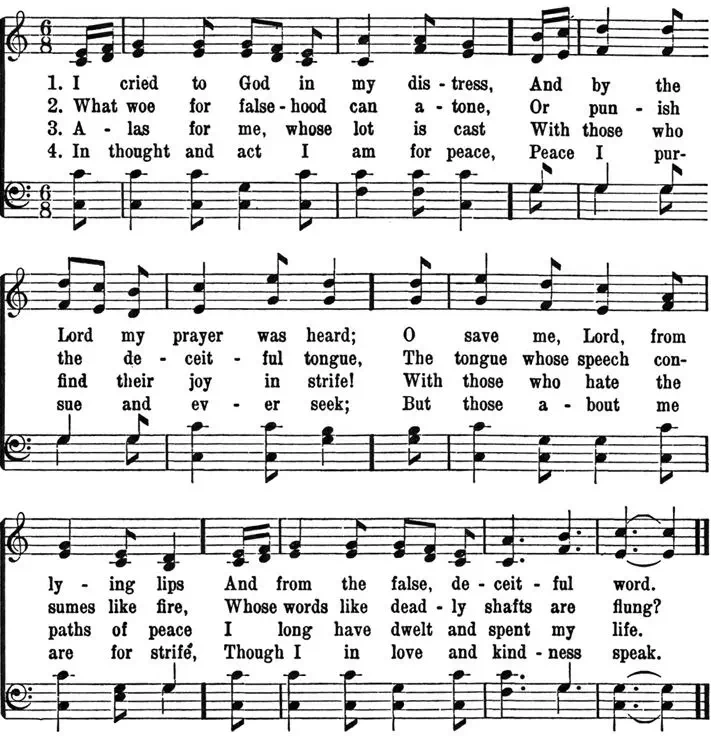 6
8
1. I cried to God in my dis-tress, And by the
2. What woe for false-hood can a-tone, Or pun-ish
3. A-las for me, whose lot is cast With those who
4. In thought and act I am for peace, Peace I pur-
6
8
Lord my prayer was heard; O save me, Lord, from
the de-ceit-ful tongue, The tongue whose speech con-
find their joy in strife! With those who hate the
sue and ev-er seek; But those a-bout me
ly-ing lips And from the false, de-ceit-ful word.
sumes like fire, Whose words like dead-ly shafts are flung?
paths of peace I long have dwelt and spent my life.
are for strife, Though I in love and kind-ness speak.